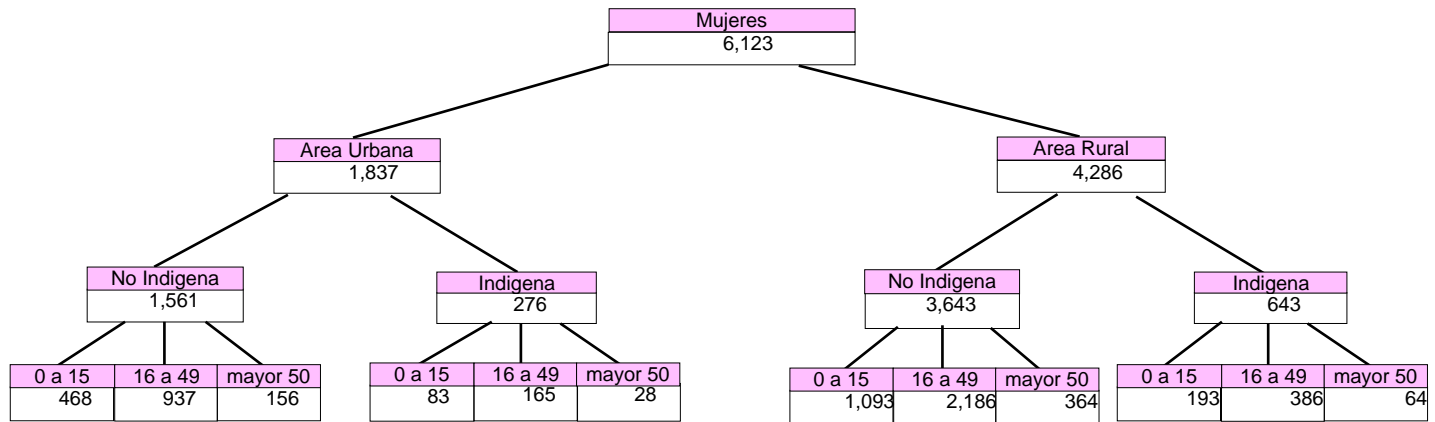 Mujeres
6,123
Area Urbana
1,837
Area Rural
4,286
No Indigena
1,561
Indigena
276
No Indigena
3,643
Indigena
643
0 a 15 16 a 49 mayor 50
468 937 156
0 a 15 16 a 49 mayor 50
83 165 28
0 a 15 16 a 49 mayor 50
1,093 2,186 364
0 a 15 16 a 49 mayor 50
193 386 64